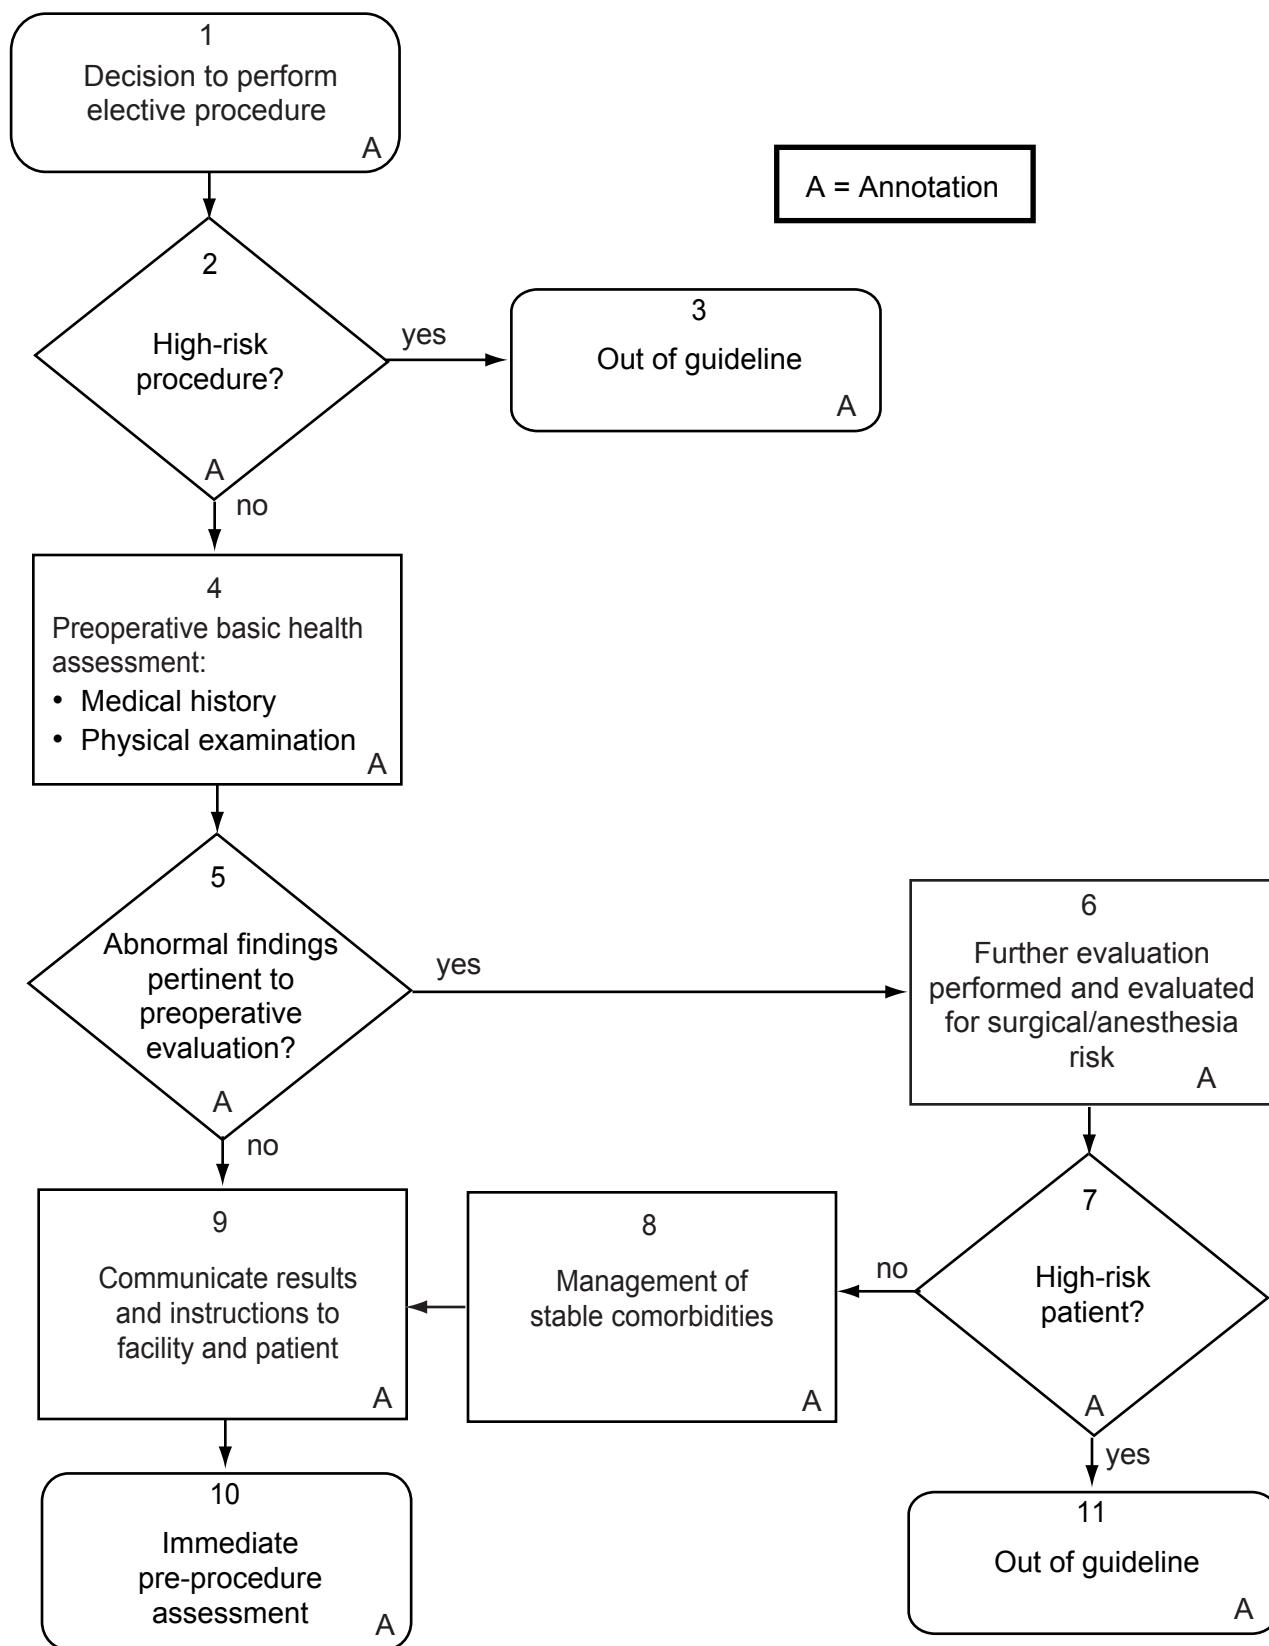 1
Decision to perform
elective procedure
A
A = Annotation
2
High-risk
procedure?
A
yes
3
Out of guideline
A
no
4
Preoperative basic health
assessment:
• Medical history
• Physical examination
A
5
Abnormal findings
pertinent to
preoperative
evaluation?
A
yes
6
Further evaluation
performed and evaluated
for surgical/anesthesia
risk
A
no
7
High-risk
patient?
A
no
8
Management of
stable comorbidities
A
9
Communicate results
and instructions to
facility and patient
A
yes
10
Immediate
pre-procedure
assessment
A
11
Out of guideline
A